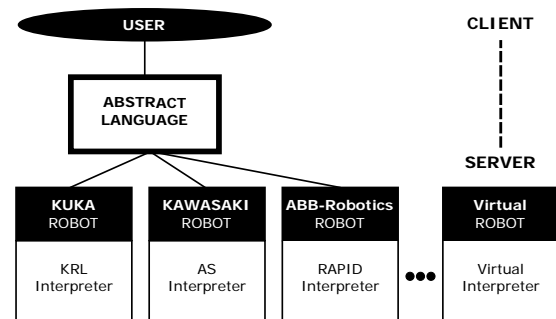 USER
CLIENT
ABSTRACT
LANGUAGE
SERVER
KUKA
ROBOT
KAWASAKI
ROBOT
ABB-Robotics
ROBOT
Virtual
ROBOT
KRL
Interpreter
AS
Interpreter
RAPID
Interpreter
Virtual
Interpreter